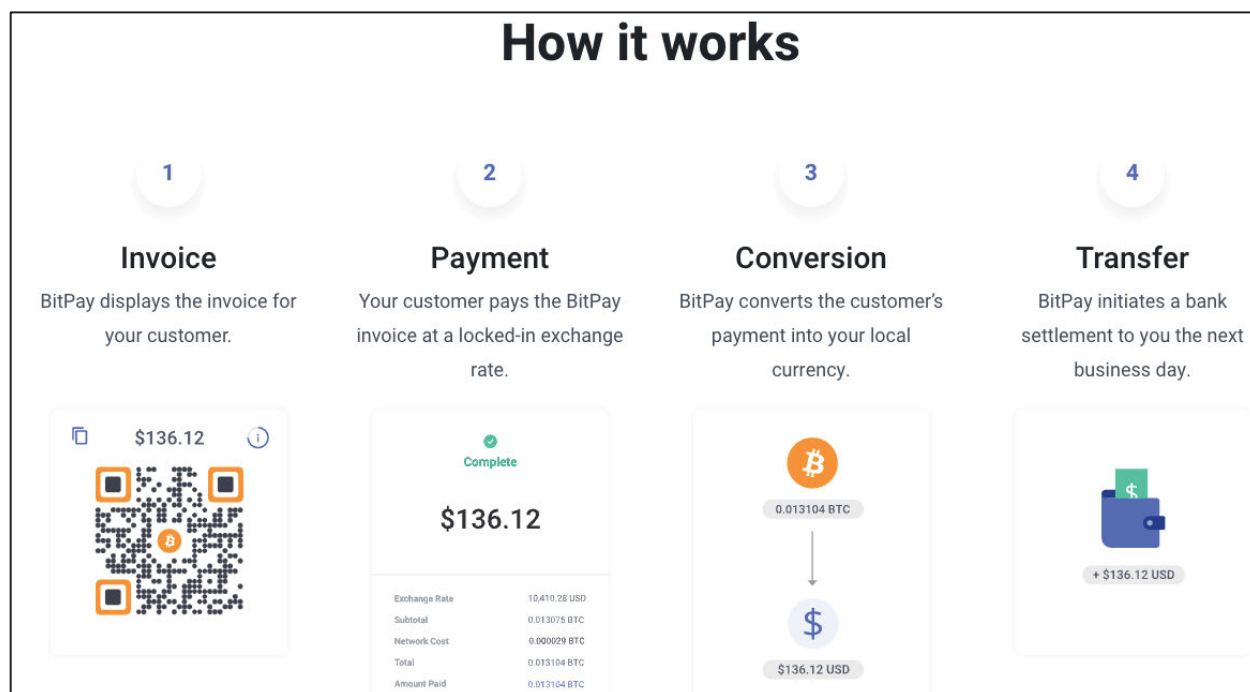 How it works
1
Invoice
BitPay displays the invoice for
your customer.
$136.12
2
Payment
Your customer pays the BitPay
invoice at a locked-in exchange
rate.
Complete
$136.12
Exchange Rate 10,410.28 USD
Subtotal 0.013075 BTC
Network Cost 0.000029 BTC
Total 0.013104 BTC
Amount Paid 0.013104 BTC
3
Conversion
BitPay converts the customer's
payment into your local
currency.
0.013104 BTC
$
$136.12 USD
4
Transfer
BitPay initiates a bank
settlement to you the next
business day.
$
+ $136.12 USD